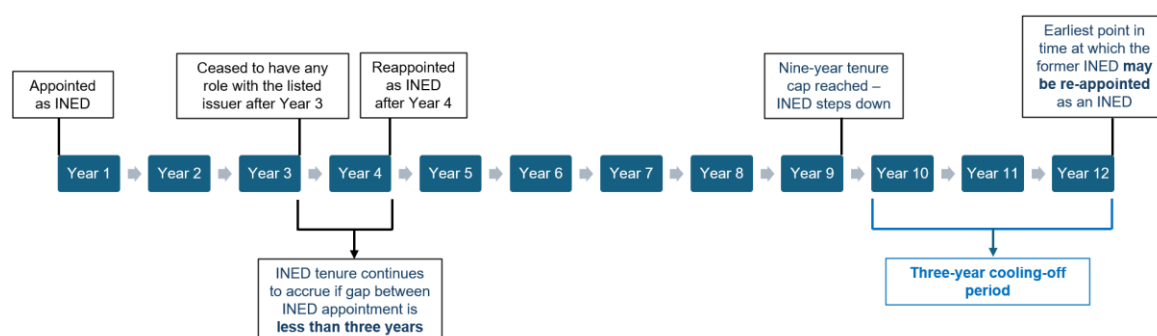 Appointed
as INED
Ceased to have any
role with the listed
issuer after Year 3
Reappointed
as INED
after Year 4
Nine-year tenure
cap reached –
INED steps down
Earliest point in
time at which the
former INED may
be re-appointed
as an INED
Year 1
Year 2
Year 3
Year 4
Year 5
Year 6
Year 7
Year 8
Year 9
Year 10
Year 11
Year 12
INED tenure continues
to accrue if gap between
INED appointment is
less than three years
Three-year cooling-off
period